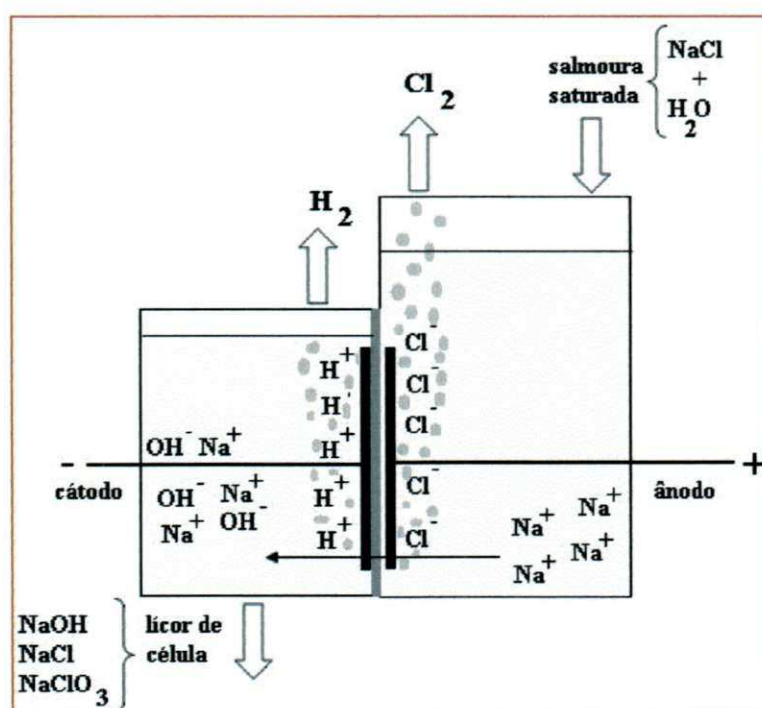 salmoura
saturada
NaCl
+
H₂O
Cl₂
H₂
H⁺
H⁻
H⁺
H⁺
H⁺
Cl⁻
Cl⁻
Cl⁻
Cl⁻
Cl⁻
OH⁻ Na⁺
- cátodo
ânodo +
OH⁻ Na⁺
Na⁺ OH⁻
Na⁺ Na⁺
Na⁺ Na⁺
NaOH
NaCl
NaClO₃
lícor de
célula